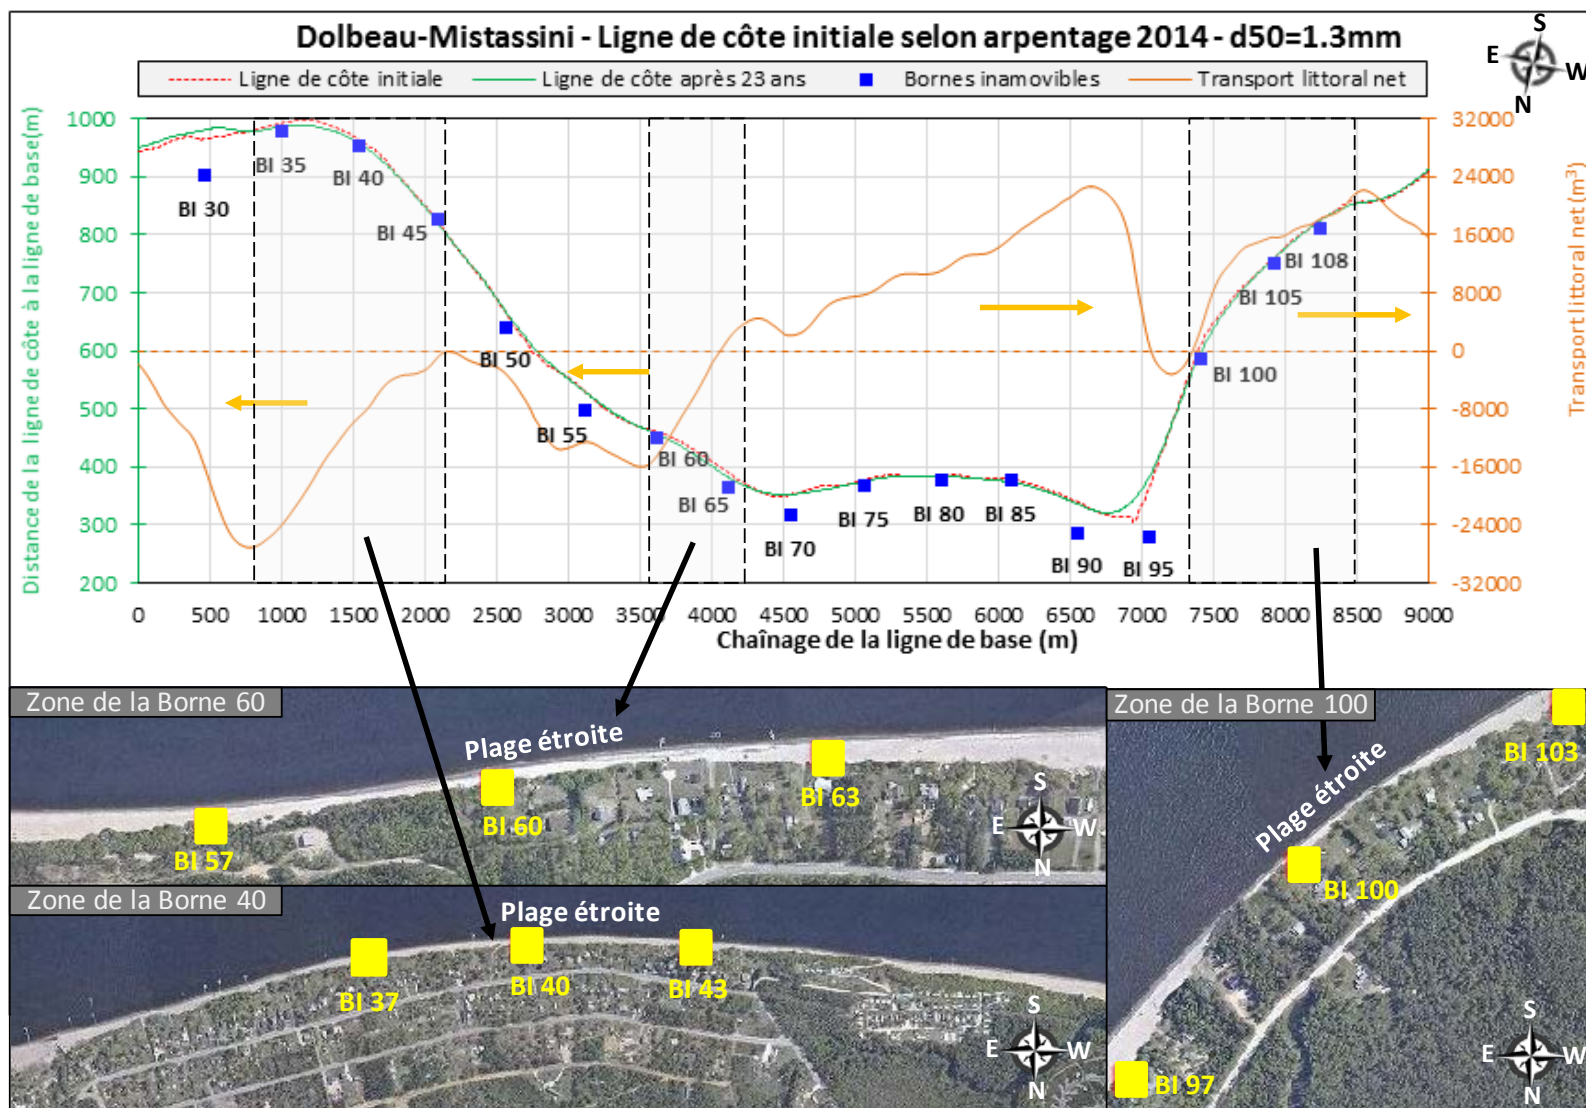 Dolbeau-Mistassini - Ligne de côte initiale selon arpentage 2014 - d50=1.3mm
S
E
W
N
Ligne de côte initiale
Ligne de côte après 23 ans
Bornes inamovibles
Transport littoral net
Distance de la ligne de côte à la ligne de base(m)
1000
900
800
700
600
500
400
300
200
32000
24000
16000
8000
0
-8000
-16000
-24000
-32000
Transport littoral net(m³)
BI 30
BI 35
BI 40
BI 45
BI 50
BI 55
BI 60
BI 65
BI 70
BI 75
BI 80
BI 85
BI 90
BI 95
BI 100
BI 105
BI 108
0 500 1000 1500 2000 2500 3000 3500 4000 4500 5000 5500 6000 6500 7000 7500 8000 8500 9000
Chaînage de la ligne de base (m)
Zone de la Borne 60
Plage étroite
BI 57
BI 60
BI 63
S
E
W
N
Zone de la Borne 40
Plage étroite
BI 37
BI 40
BI 43
S
E
W
N
Zone de la Borne 100
Plage étroite
BI 103
BI 100
BI 97
S
E
W
N